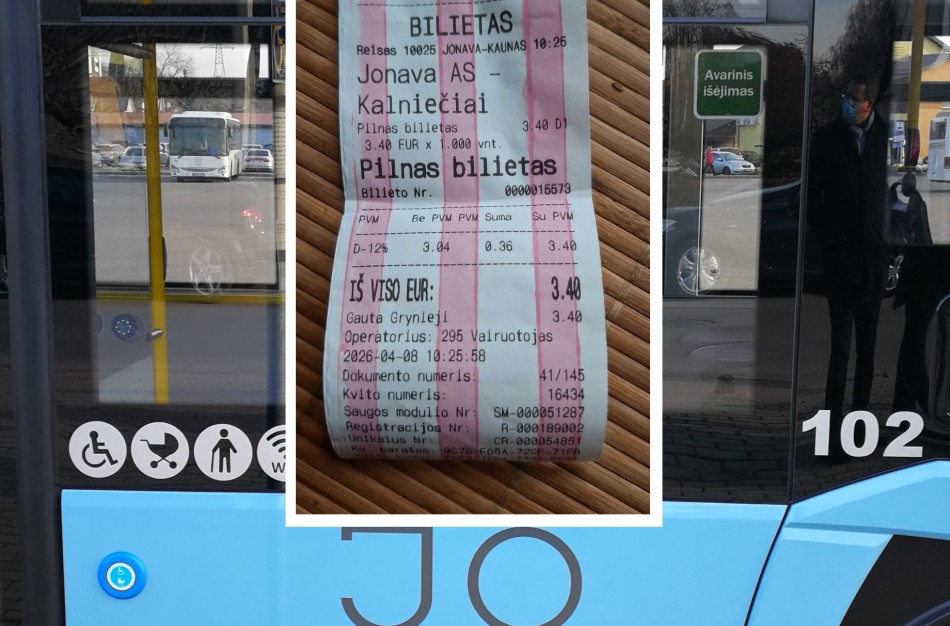 BILIETAS
Reisas 10025 JONAVA-KAUNAS 10:25
Jonava AS -
Kalniečiai
Pilnas bilietas 3.40 D1
3.40 EUR x 1.000 vnt.
Pilnas bilietas
Bilieto Nr. 0000015573
PVM Be PVM PVM Suma Su PVM
D-12% 3.04 0.36 3.40
IŠ VISO EUR: 3.40
Gauta Grynieji 3.40
Operatorius: 295 Vairuotojas
2026-04-08 10:25:58
Dokumento numeris: 41/145
Kvito numeris: 16434
Saugos modulio Nr: SM-000051287
Registracijos Nr: R-000189002
Unikalus Nr: CR-000054851
Kv. parašas:
Avarinis
išėjimas
102
W
JO